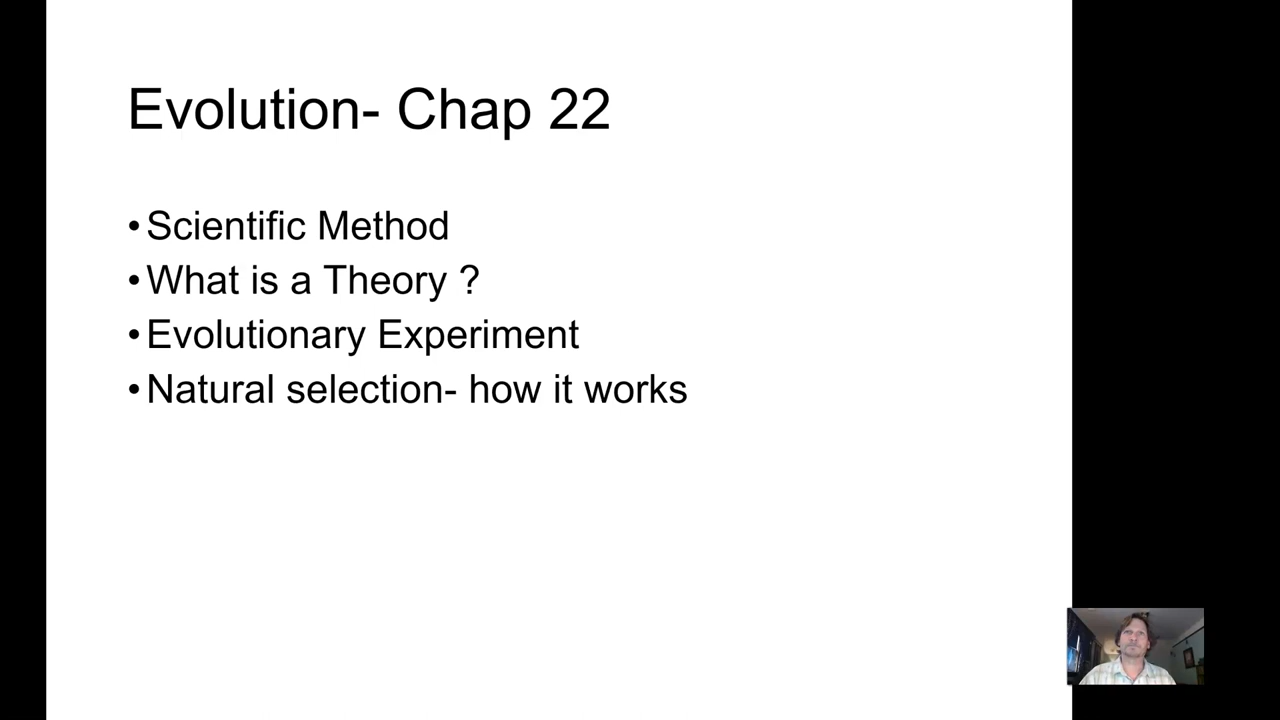 Evolution- Chap 22
•Scientific Method
•What is a Theory ?
•Evolutionary Experiment
•Natural selection- how it works